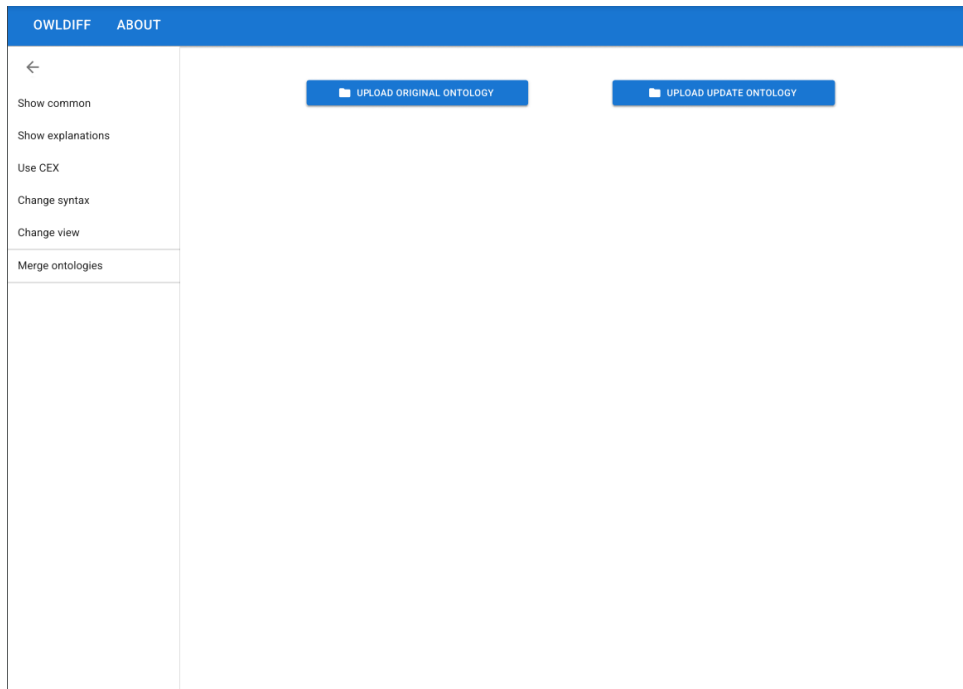 OWLDIFF ABOUT
UPLOAD ORIGINAL ONTOLOGY UPLOAD UPDATE ONTOLOGY
Show common
Show explanations
Use CEX
Change syntax
Change view
Merge ontologies